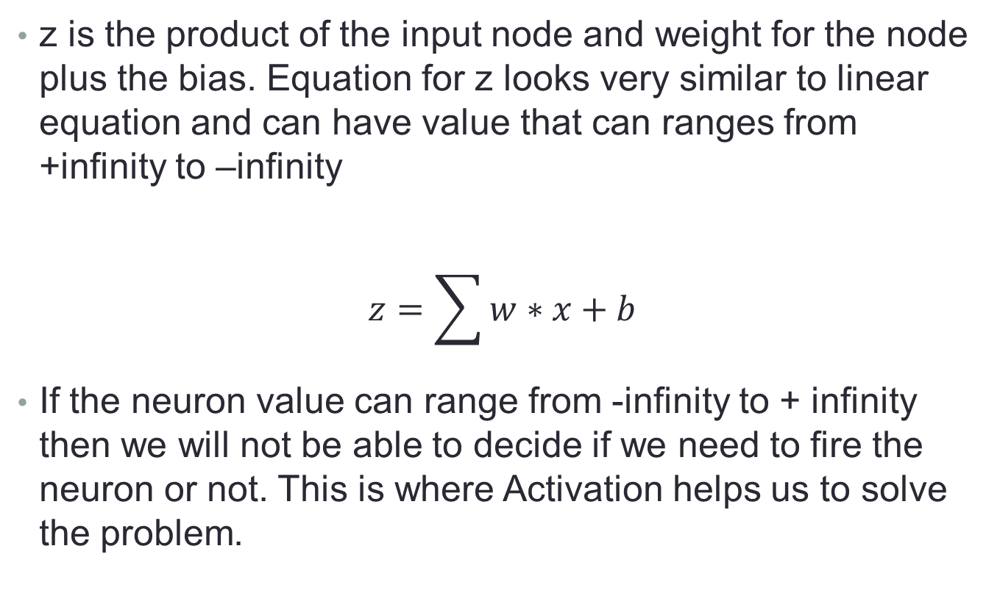 • z is the product of the input node and weight for the node
plus the bias. Equation for z looks very similar to linear
equation and can have value that can ranges from
+infinity to –infinity
z = ∑ w * x + b
• If the neuron value can range from -infinity to + infinity
then we will not be able to decide if we need to fire the
neuron or not. This is where Activation helps us to solve
the problem.